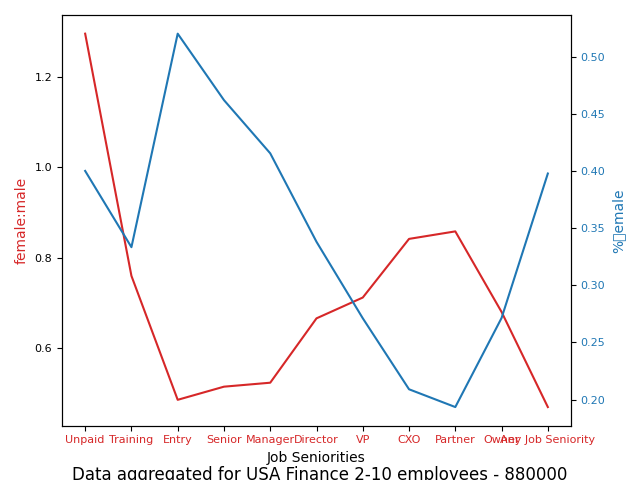 1.2
1.0
0.8
0.6
female:male
0.50
0.45
0.40
0.35
0.30
0.25
0.20
%▯emale
Unpaid Training Entry Senior Manager Director VP CXO Partner Owner Any Job Seniority
Job Seniorities
Data aggregated for USA Finance 2-10 employees - 880000